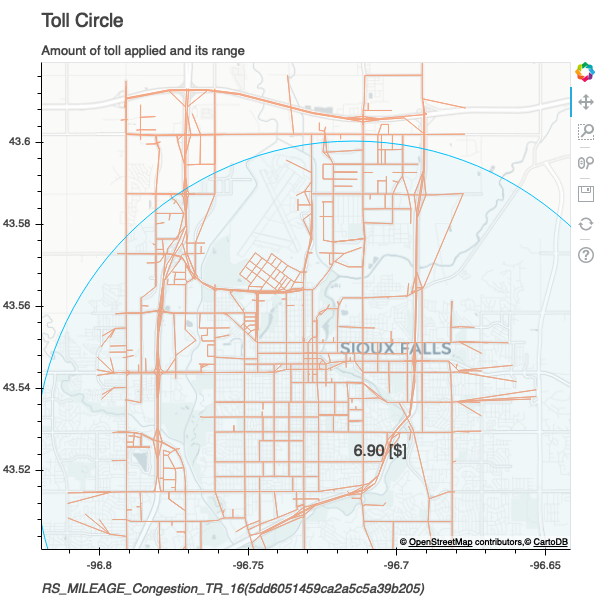 Toll Circle
Amount of toll applied and its range
43.6
43.58
43.56
SIOUX FALLS
43.54
6.90 [$]
43.52
© OpenStreetMap contributors,© CartoDB
-96.8
-96.75
-96.7
-96.65
RS_MILEAGE_Congestion_TR_16(5dd6051459ca2a5c5a39b205)